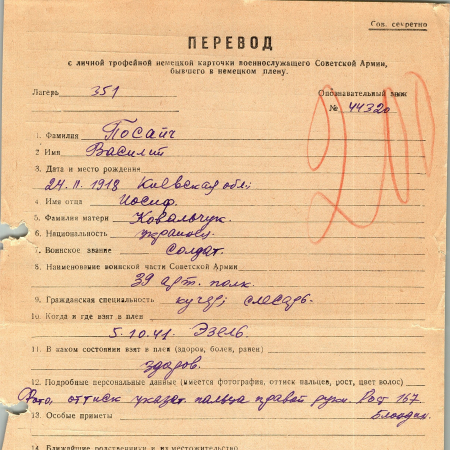 Сов. секретно
ПЕРЕВОД
с личной трофейной немецкой карточки военнослужащего Советской Армии,
бывшего в немецком плену.
Лагерь 351 Опознавательный знак
№ 44320
1. Фамилия Посайч
2. Имя Василий
3. Дата и место рождения
24. II. 1918 Киевская обл;
4. Имя отца Иосиф.
5. Фамилия матери Ковальчук.
6. Национальность украинец.
7. Воинское звание солдат.
8. Наименование воинской части Советской Армии
39 арт. полк.
9. Гражданская специальность кучер; слесарь.
10. Когда и где взят в плен
5.10.41. Эзель.
11. В каком состоянии взят в плен (здоров, болен, ранен)
здоров.
12. Подробные персональные данные (имеется фотография, оттиск пальцев, рост, цвет волос)
Фото, оттиск указат. пальца правой руки. Рост 167.
13. Особые приметы блондин.
14. Ближайшие родственники и их местожительство